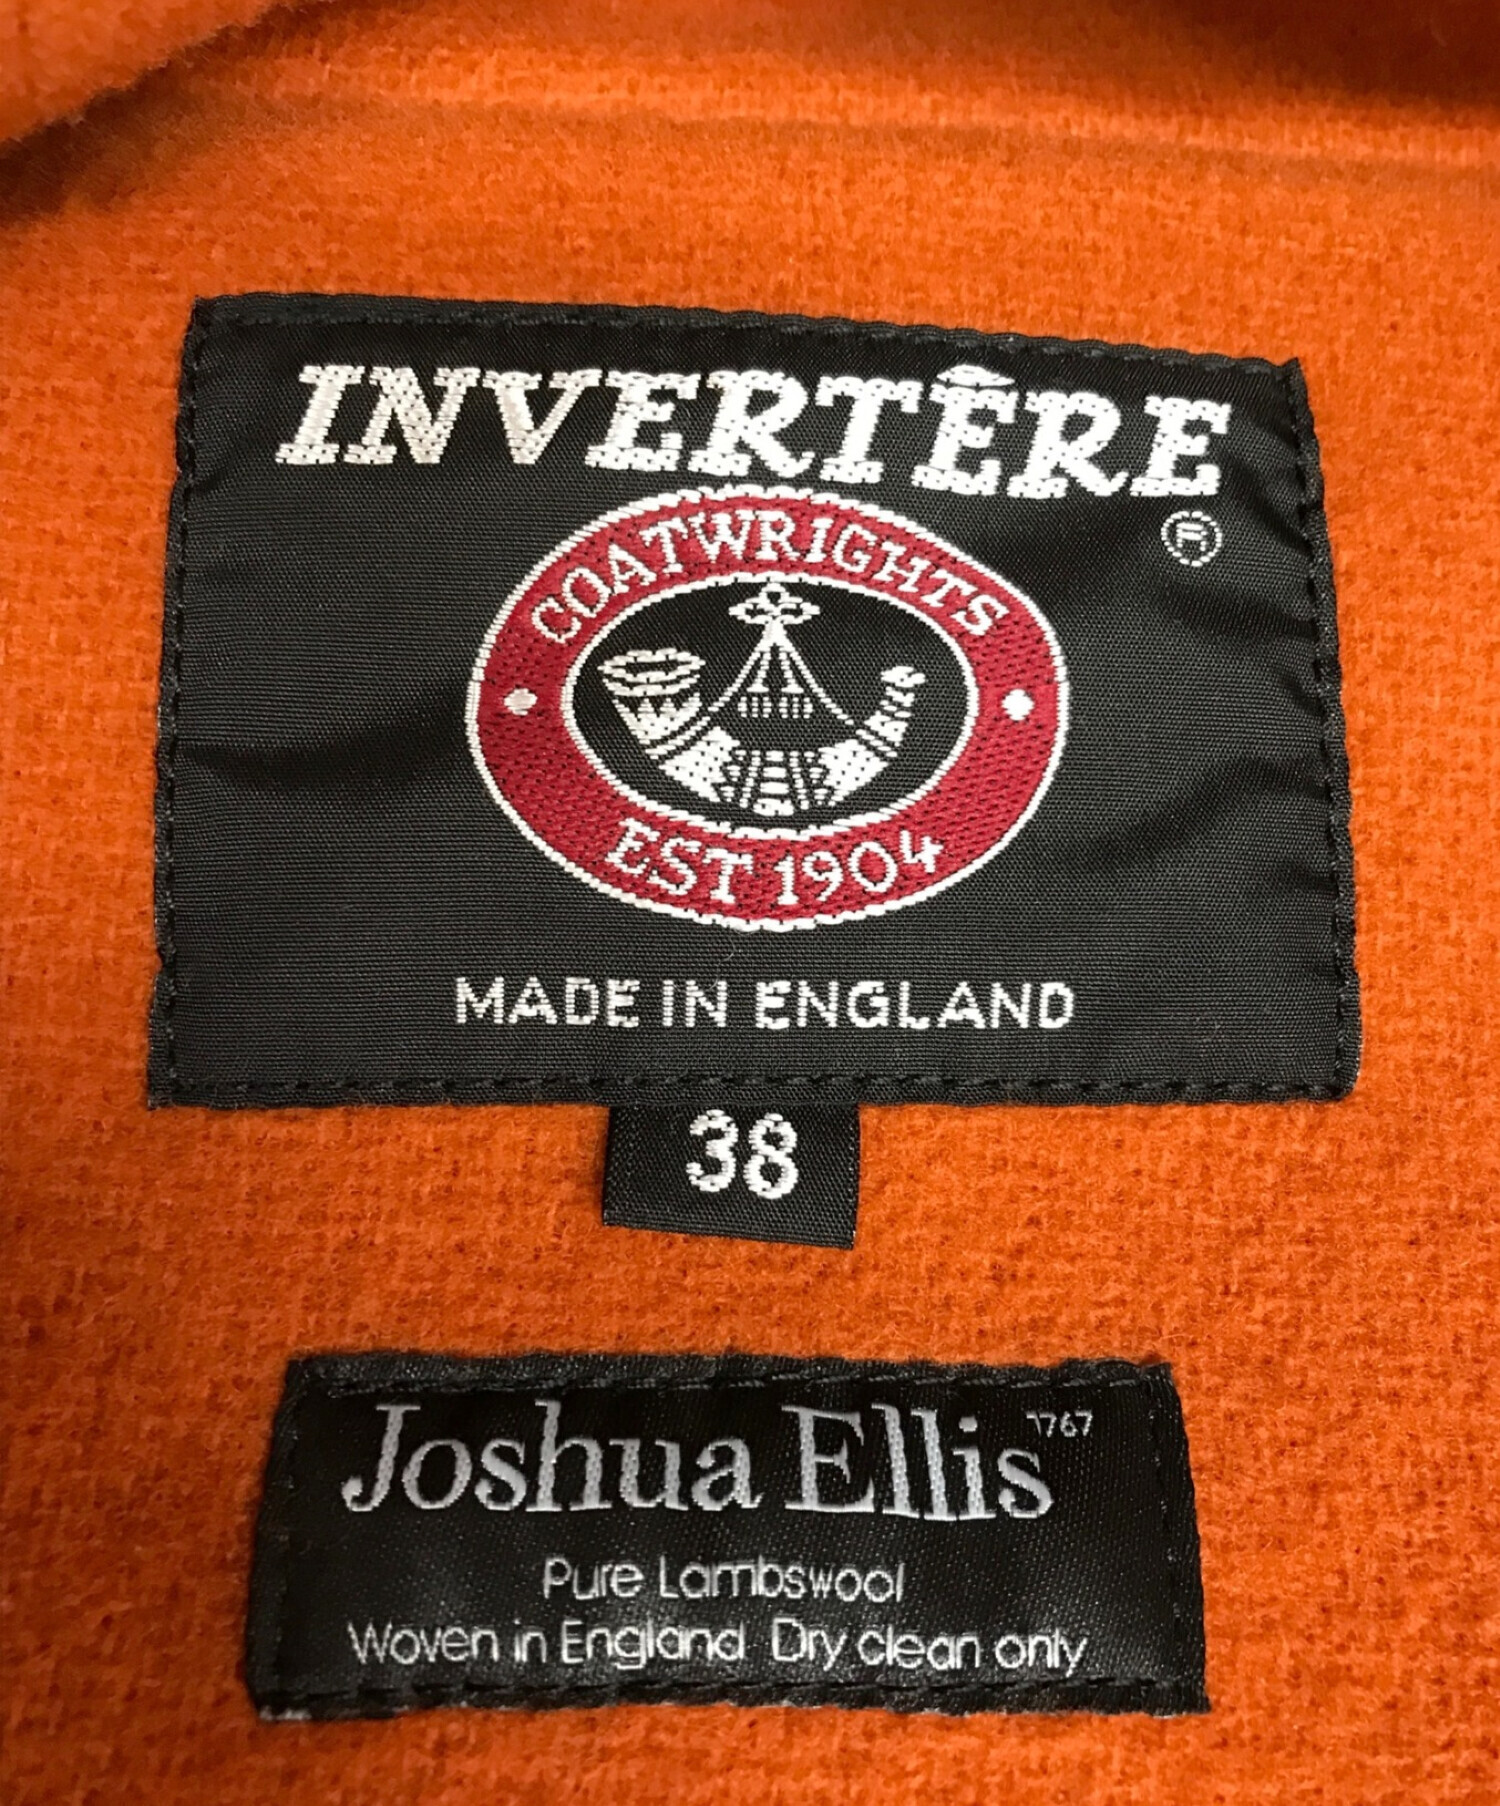 INVERTÊRE
®
COATWRIGHTS
EST 1904
MADE IN ENGLAND
38
Joshua Ellis 1767
Pure Lambswool
Woven in England Dry clean only